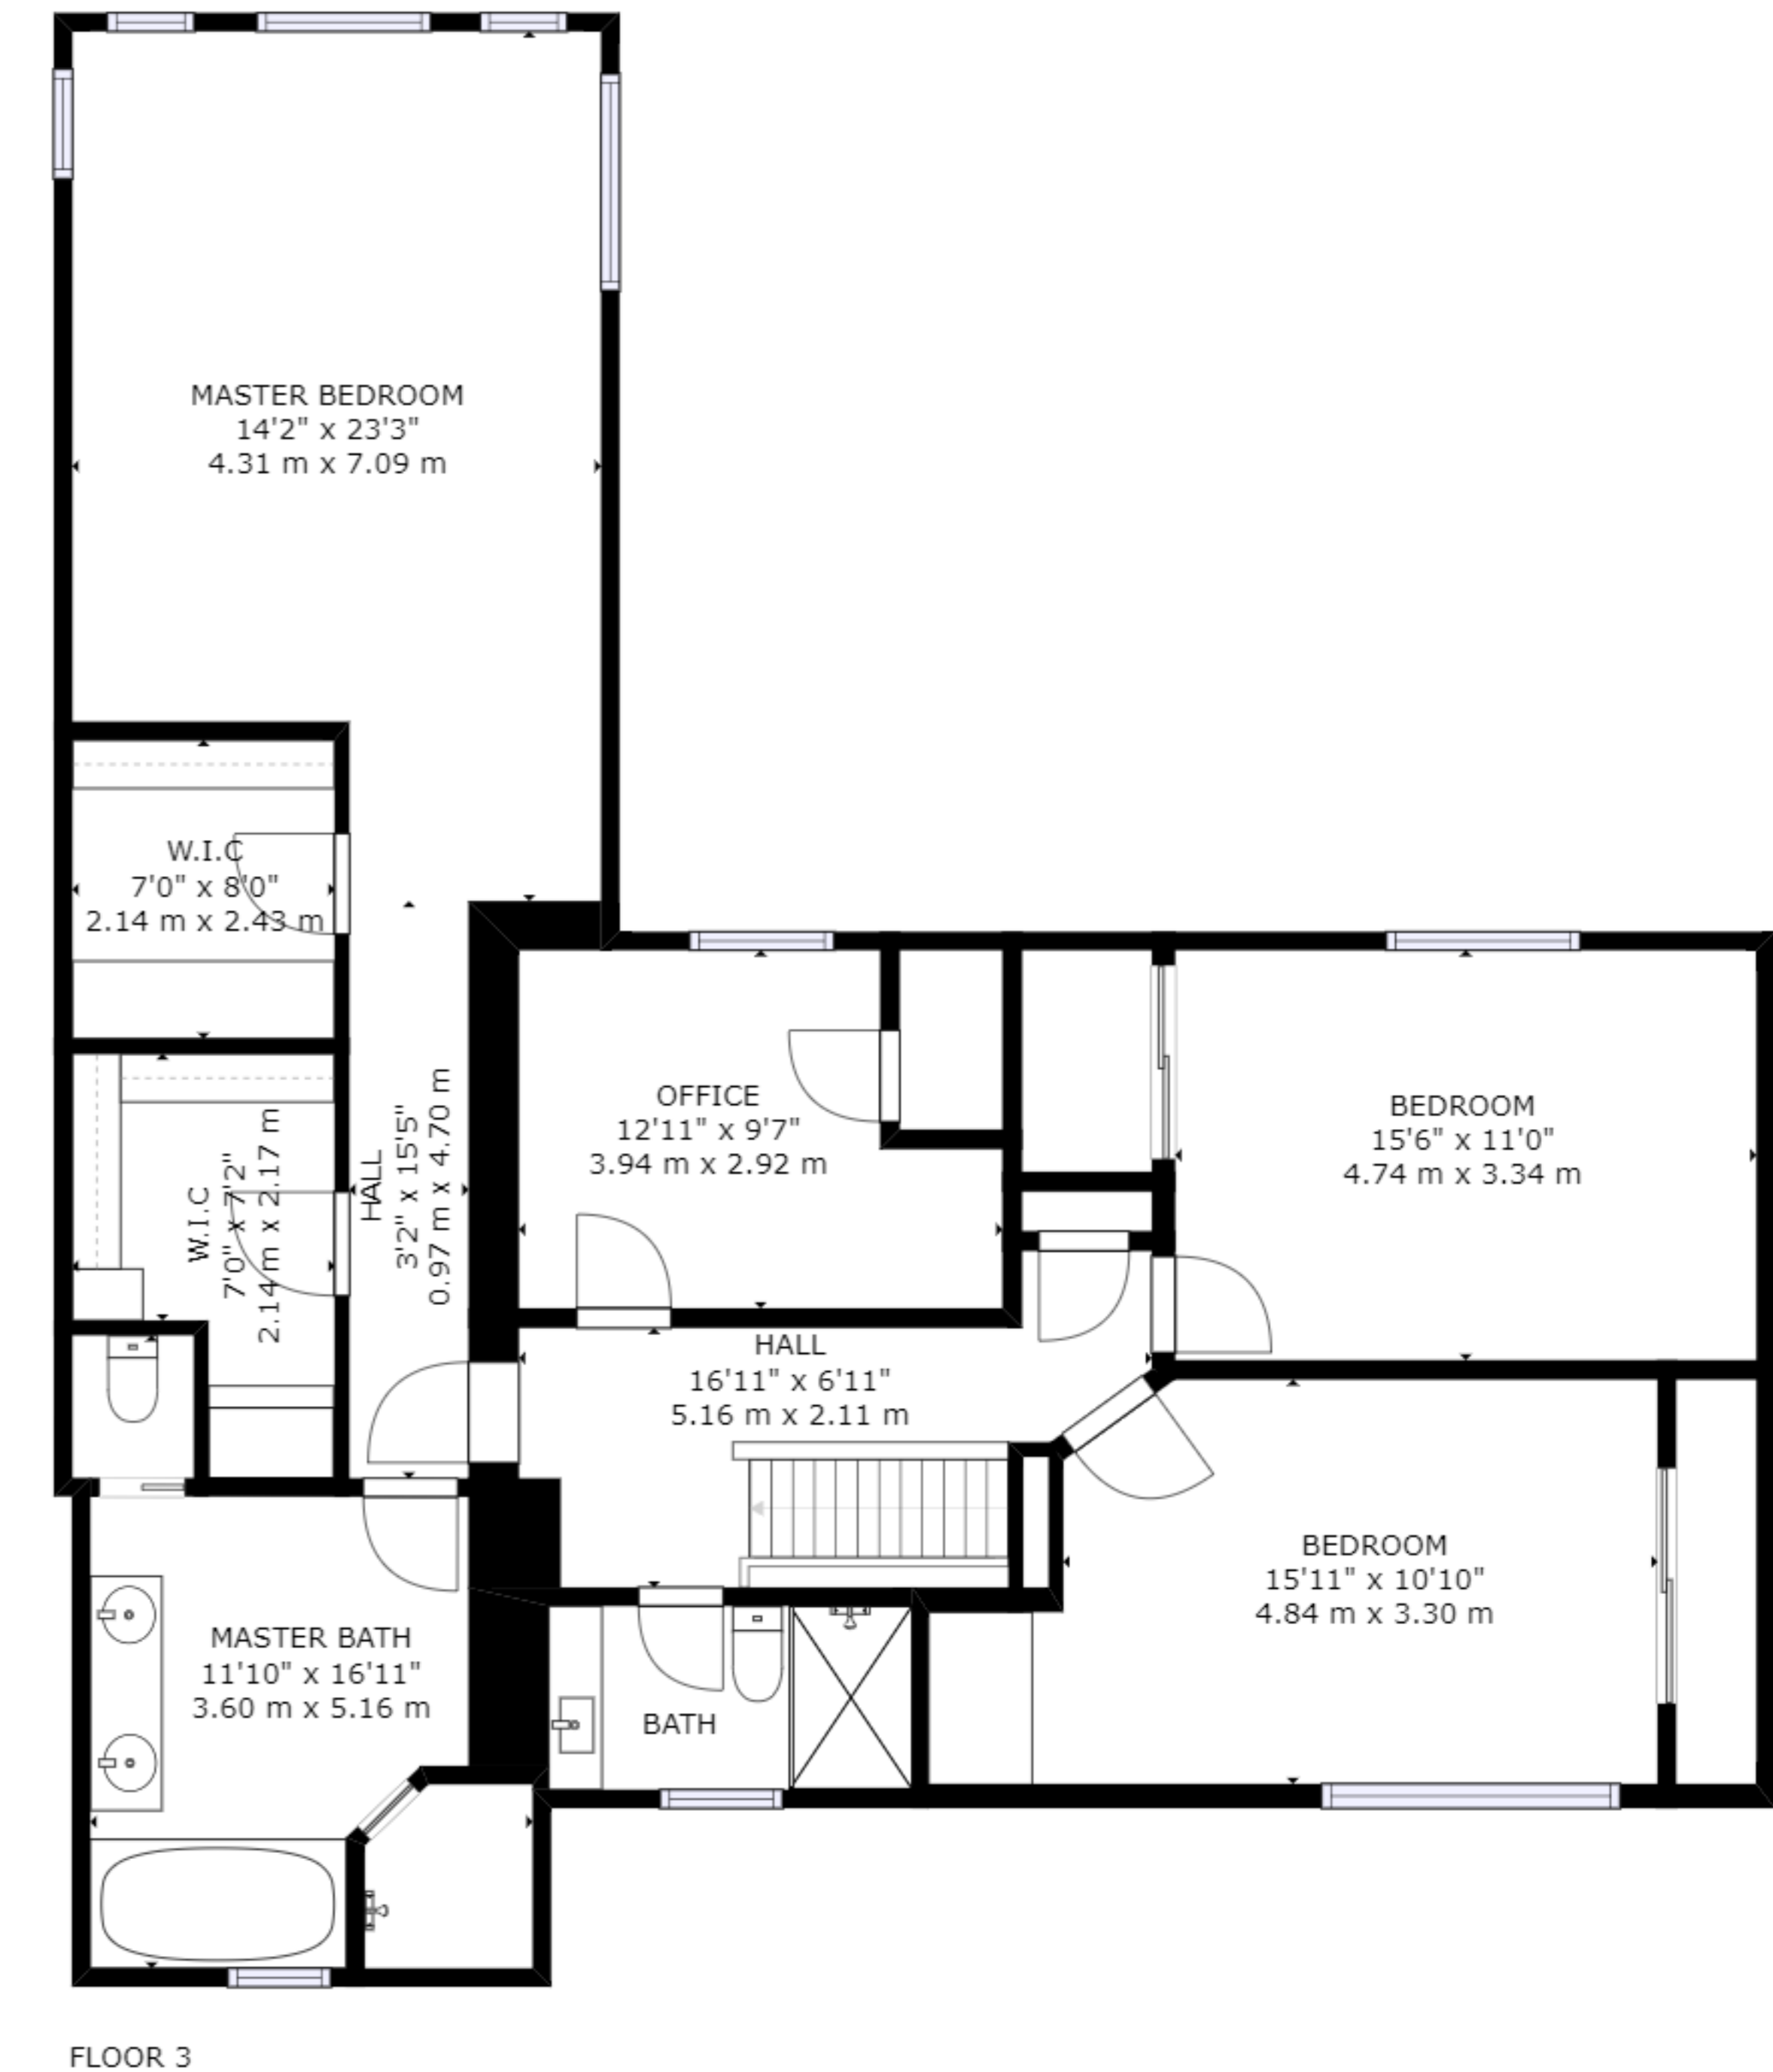 MASTER BEDROOM
14'2" x 23'3"
4.31 m x 7.09 m
W.I.C
7'0" x 8'0"
2.14 m x 2.43 m
W.I.C
7'0" x 7'2"
2.14 m x 2.17 m
HALL
3'2" x 15'5"
0.97 m x 4.70 m
OFFICE
12'11" x 9'7"
3.94 m x 2.92 m
BEDROOM
15'6" x 11'0"
4.74 m x 3.34 m
HALL
16'11" x 6'11"
5.16 m x 2.11 m
BEDROOM
15'11" x 10'10"
4.84 m x 3.30 m
MASTER BATH
11'10" x 16'11"
3.60 m x 5.16 m
BATH
FLOOR 3